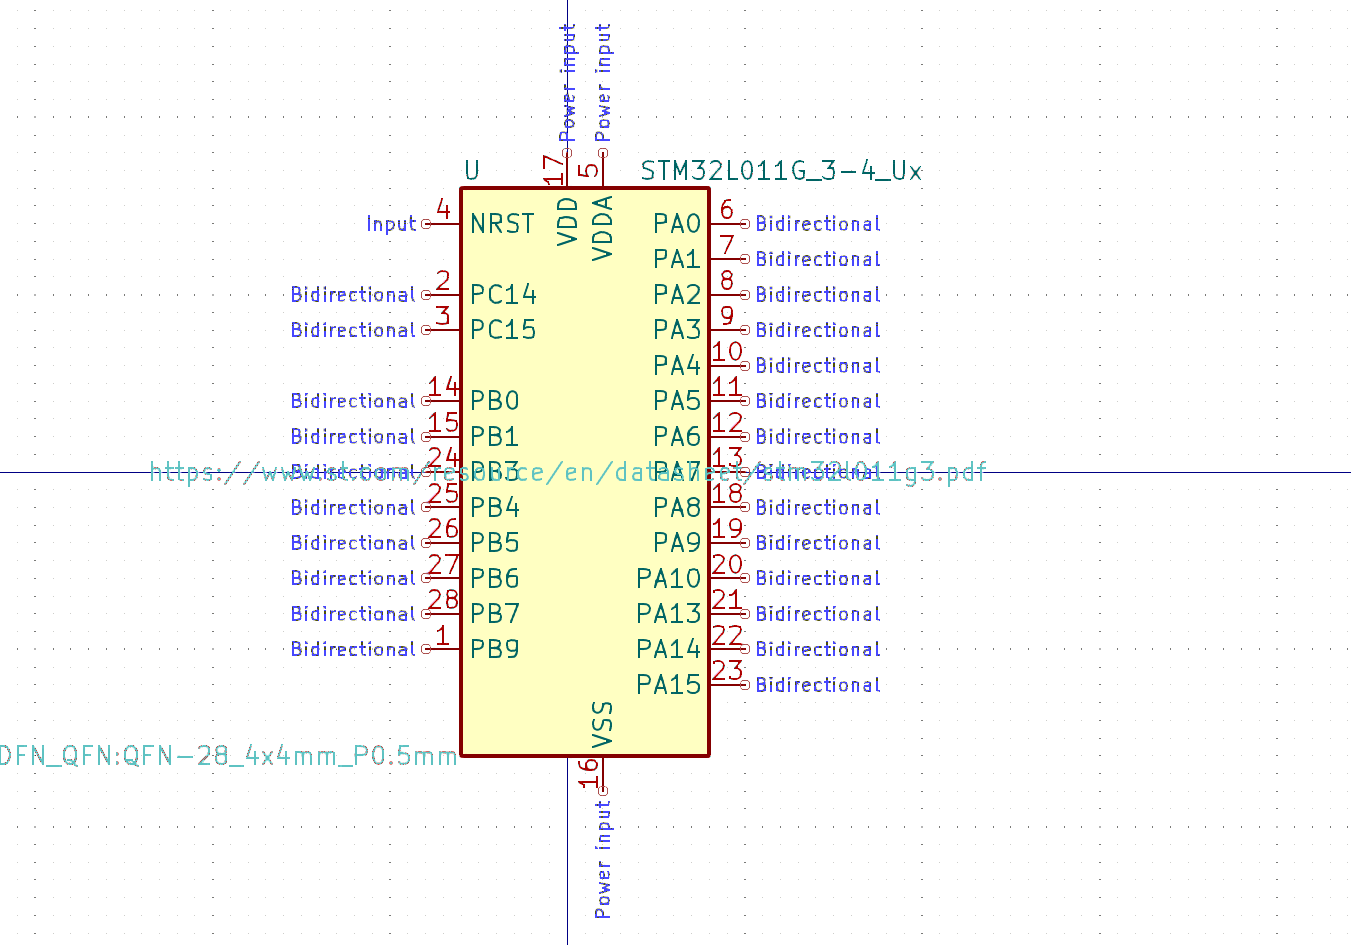 Power input Power input
17 5
U STM32L011G_3-4_Ux
VDD VDDA
Input 4 NRST PA0 6 Bidirectional
PA1 7 Bidirectional
Bidirectional 2 PC14 PA2 8 Bidirectional
Bidirectional 3 PC15 PA3 9 Bidirectional
PA4 10 Bidirectional
Bidirectional 14 PB0 PA5 11 Bidirectional
Bidirectional 15 PB1 PA6 12 Bidirectional
Bidirectional 24 PB3 PA7 13 Bidirectional
https://www.st.com/resource/en/datasheet/stm32l011g3.pdf
Bidirectional 25 PB4 PA8 18 Bidirectional
Bidirectional 26 PB5 PA9 19 Bidirectional
Bidirectional 27 PB6 PA10 20 Bidirectional
Bidirectional 28 PB7 PA13 21 Bidirectional
Bidirectional 1 PB9 PA14 22 Bidirectional
PA15 23 Bidirectional
VSS
DFN_QFN:QFN-28_4x4mm_P0.5mm
16
Power input